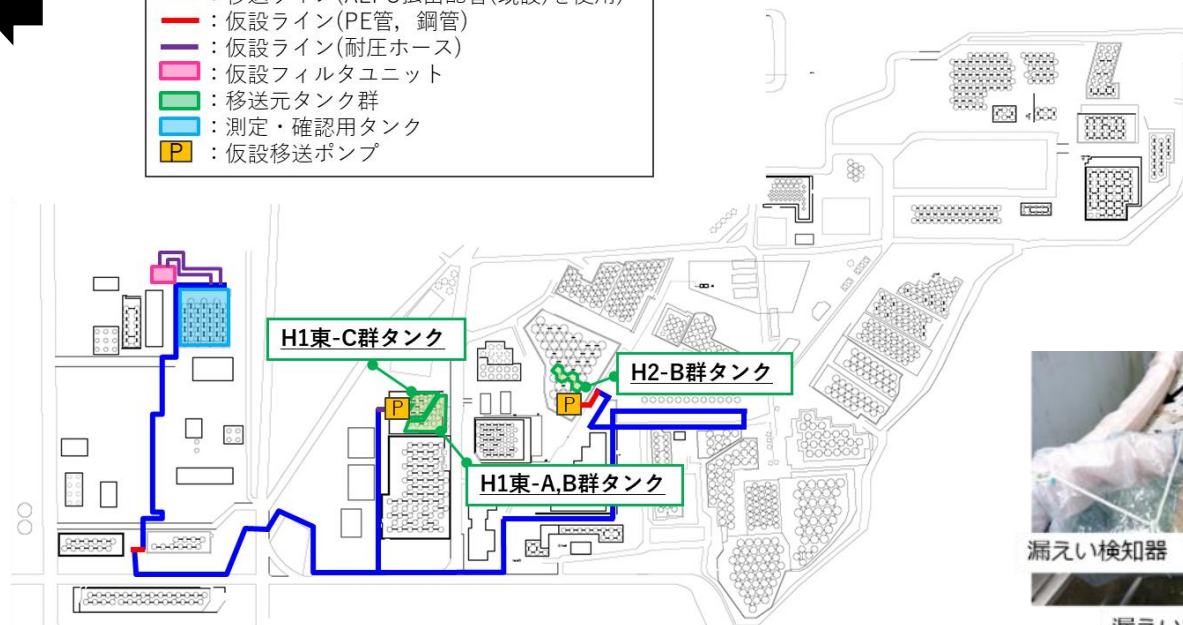 : 仮設ライン(PE管，鋼管)
: 仮設ライン(耐圧ホース)
: 仮設フィルタユニット
: 移送元タンク群
: 測定・確認用タンク
P : 仮設移送ポンプ
H1東-C群タンク
H2-B群タンク
P
P
H1東-A,B群タンク
漏えい検知器
漏えい